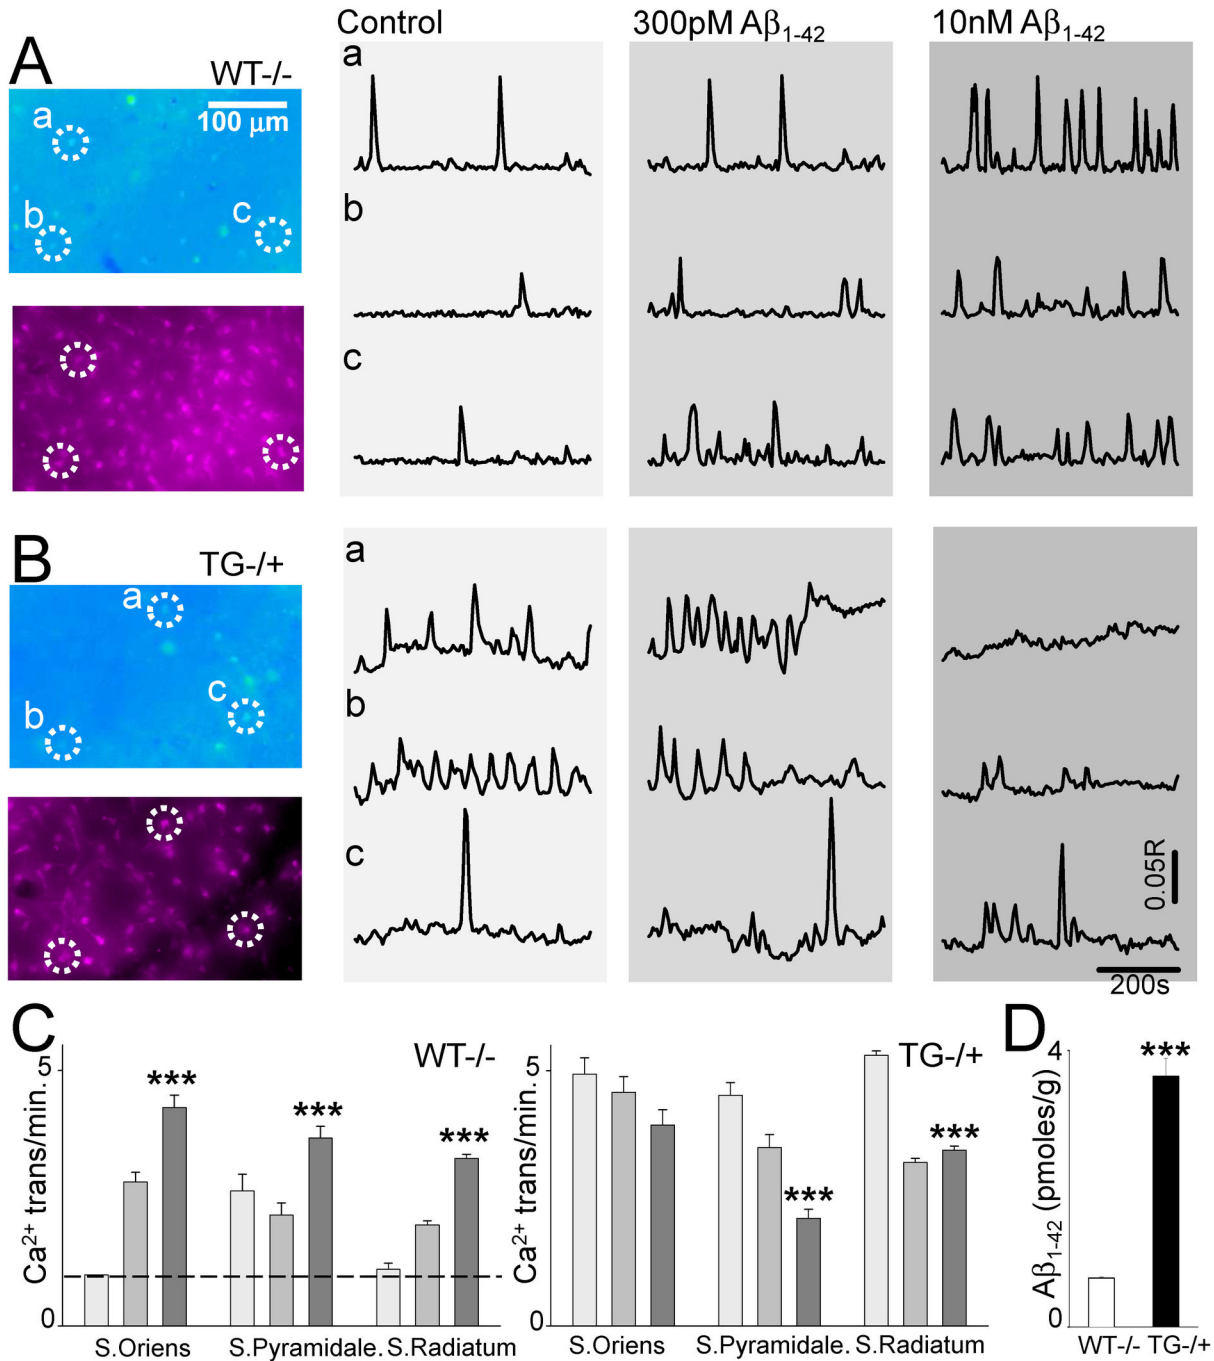 Control
300pM Aβ1-42
10nM Aβ1-42
A
WT-/-
100 µm
a
b
c
a
b
c
B
TG-/+
a
b
c
a
b
c
0.05R
200s
C
Ca2+ trans/min.
5
0
WT-/-
***
***
***
S.Oriens
S.Pyramidale.
S.Radiatum
Ca2+ trans/min.
5
0
TG-/+
***
***
S.Oriens
S.Pyramidale.
S.Radiatum
D
Aβ1-42 (pmoles/g)
4
0
***
WT-/-
TG-/+